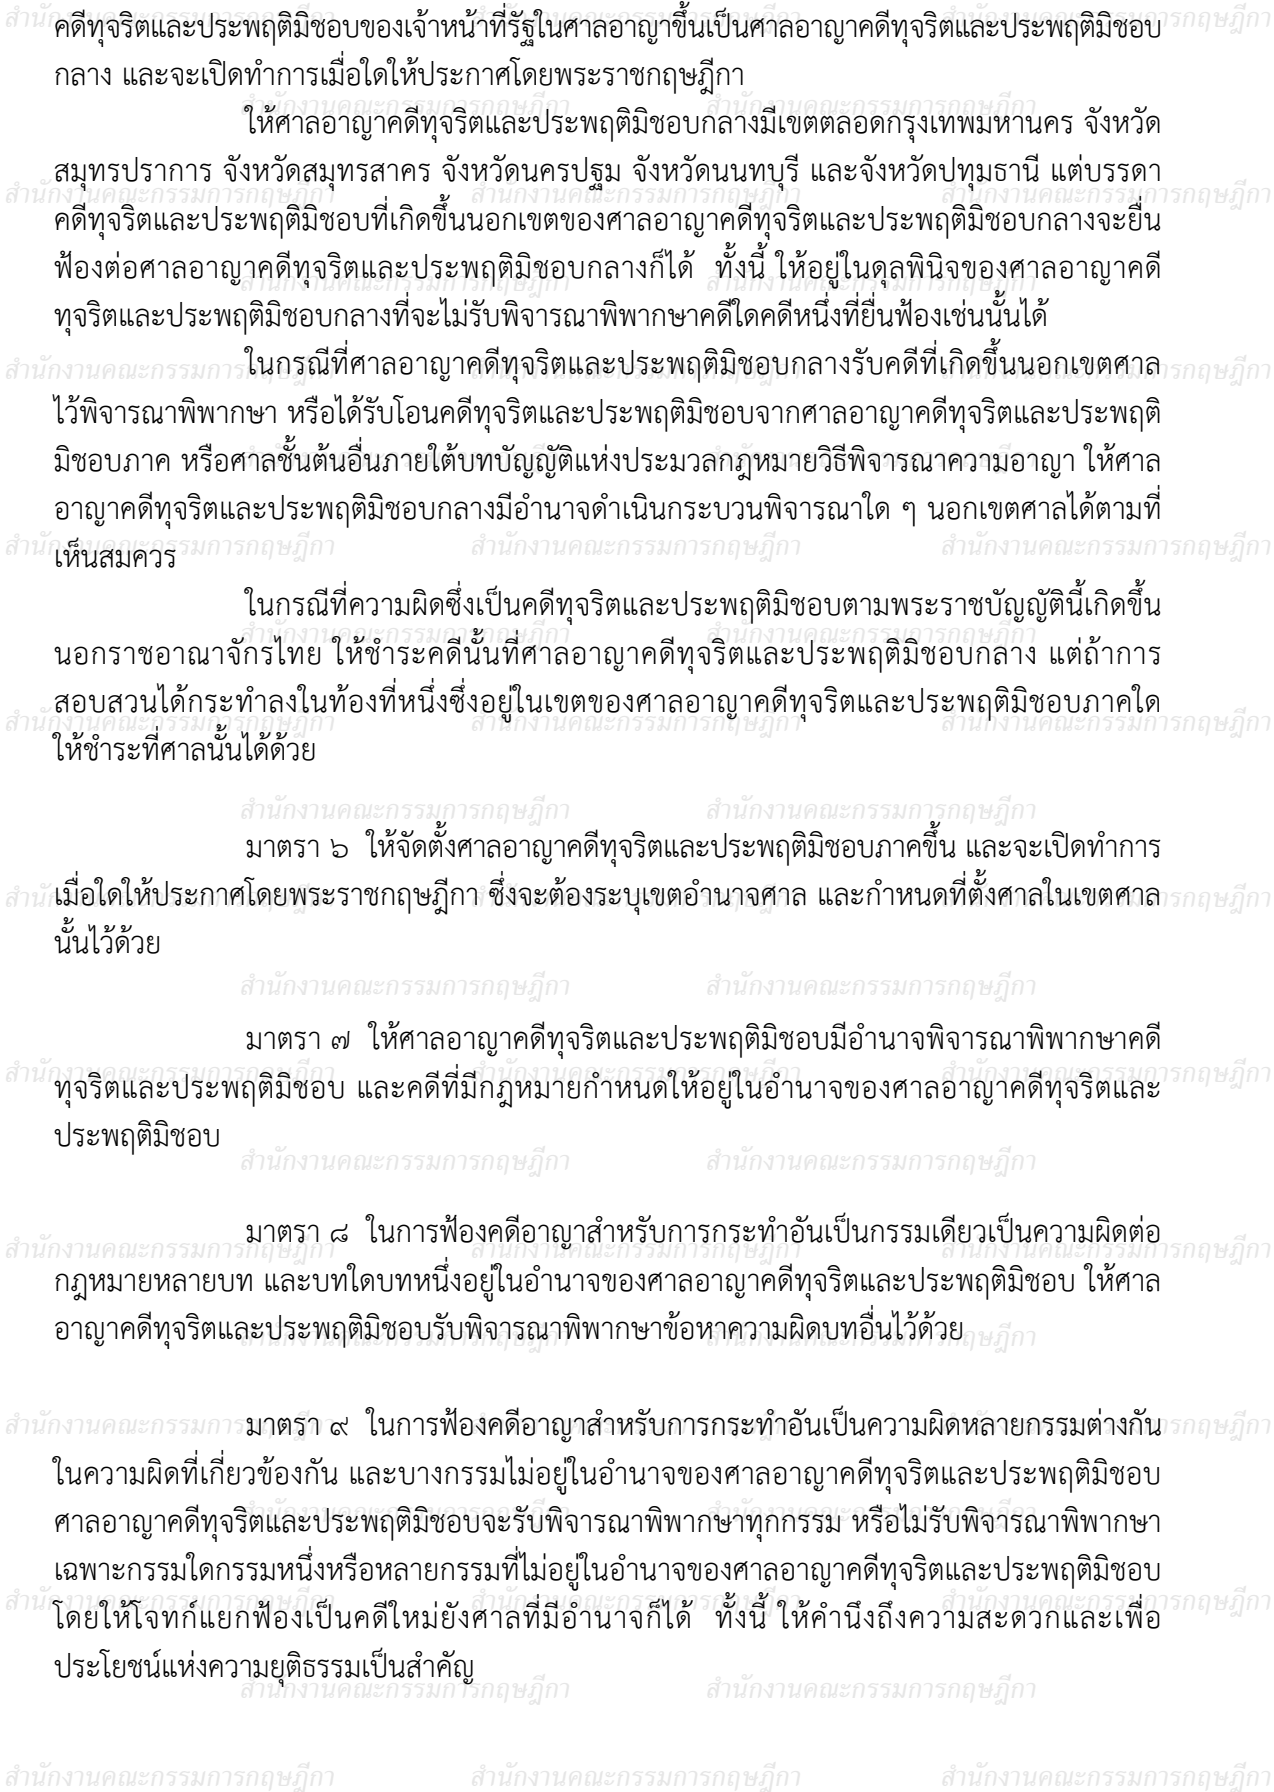 คดีทุจริตและประพฤติมิชอบของเจ้าหน้าที่รัฐในศาลอาญาขึ้นเป็นศาลอาญาคดีทุจริตและประพฤติมิชอบ
กลาง และจะเปิดทำการเมื่อใดให้ประกาศโดยพระราชกฤษฎีกา
ให้ศาลอาญาคดีทุจริตและประพฤติมิชอบกลางมีเขตตลอดกรุงเทพมหานคร จังหวัด
สมุทรปราการ จังหวัดสมุทรสาคร จังหวัดนครปฐม จังหวัดนนทบุรี และจังหวัดปทุมธานี แต่บรรดา
คดีทุจริตและประพฤติมิชอบที่เกิดขึ้นนอกเขตของศาลอาญาคดีทุจริตและประพฤติมิชอบกลางจะยื่น
ฟ้องต่อศาลอาญาคดีทุจริตและประพฤติมิชอบกลางก็ได้  ทั้งนี้ ให้อยู่ในดุลพินิจของศาลอาญาคดี
ทุจริตและประพฤติมิชอบกลางที่จะไม่รับพิจารณาพิพากษาคดีใดคดีหนึ่งที่ยื่นฟ้องเช่นนั้นได้
ในกรณีที่ศาลอาญาคดีทุจริตและประพฤติมิชอบกลางรับคดีที่เกิดขึ้นนอกเขตศาล
ไว้พิจารณาพิพากษา หรือได้รับโอนคดีทุจริตและประพฤติมิชอบจากศาลอาญาคดีทุจริตและประพฤติ
มิชอบภาค หรือศาลชั้นต้นอื่นภายใต้บทบัญญัติแห่งประมวลกฎหมายวิธีพิจารณาความอาญา ให้ศาล
อาญาคดีทุจริตและประพฤติมิชอบกลางมีอำนาจดำเนินกระบวนพิจารณาใด ๆ นอกเขตศาลได้ตามที่
เห็นสมควร
ในกรณีที่ความผิดซึ่งเป็นคดีทุจริตและประพฤติมิชอบตามพระราชบัญญัตินี้เกิดขึ้น
นอกราชอาณาจักรไทย ให้ชำระคดีนั้นที่ศาลอาญาคดีทุจริตและประพฤติมิชอบกลาง แต่ถ้าการ
สอบสวนได้กระทำลงในท้องที่หนึ่งซึ่งอยู่ในเขตของศาลอาญาคดีทุจริตและประพฤติมิชอบภาคใด
ให้ชำระที่ศาลนั้นได้ด้วย
มาตรา ๖  ให้จัดตั้งศาลอาญาคดีทุจริตและประพฤติมิชอบภาคขึ้น และจะเปิดทำการ
เมื่อใดให้ประกาศโดยพระราชกฤษฎีกา ซึ่งจะต้องระบุเขตอำนาจศาล และกำหนดที่ตั้งศาลในเขตศาล
นั้นไว้ด้วย
มาตรา ๗  ให้ศาลอาญาคดีทุจริตและประพฤติมิชอบมีอำนาจพิจารณาพิพากษาคดี
ทุจริตและประพฤติมิชอบ และคดีที่มีกฎหมายกำหนดให้อยู่ในอำนาจของศาลอาญาคดีทุจริตและ
ประพฤติมิชอบ
มาตรา ๘  ในการฟ้องคดีอาญาสำหรับการกระทำอันเป็นกรรมเดียวเป็นความผิดต่อ
กฎหมายหลายบท และบทใดบทหนึ่งอยู่ในอำนาจของศาลอาญาคดีทุจริตและประพฤติมิชอบ ให้ศาล
อาญาคดีทุจริตและประพฤติมิชอบรับพิจารณาพิพากษาข้อหาความผิดบทอื่นไว้ด้วย
มาตรา ๙  ในการฟ้องคดีอาญาสำหรับการกระทำอันเป็นความผิดหลายกรรมต่างกัน
ในความผิดที่เกี่ยวข้องกัน และบางกรรมไม่อยู่ในอำนาจของศาลอาญาคดีทุจริตและประพฤติมิชอบ
ศาลอาญาคดีทุจริตและประพฤติมิชอบจะรับพิจารณาพิพากษาทุกกรรม หรือไม่รับพิจารณาพิพากษา
เฉพาะกรรมใดกรรมหนึ่งหรือหลายกรรมที่ไม่อยู่ในอำนาจของศาลอาญาคดีทุจริตและประพฤติมิชอบ
โดยให้โจทก์แยกฟ้องเป็นคดีใหม่ยังศาลที่มีอำนาจก็ได้  ทั้งนี้ ให้คำนึงถึงความสะดวกและเพื่อ
ประโยชน์แห่งความยุติธรรมเป็นสำคัญ